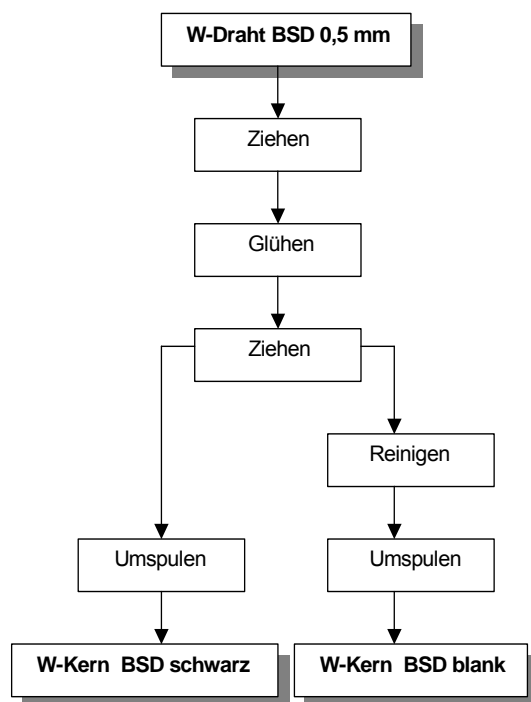 W-Draht BSD 0,5 mm
Ziehen
Glühen
Ziehen
Reinigen
Umspulen
Umspulen
W-Kern BSD schwarz
W-Kern BSD blank